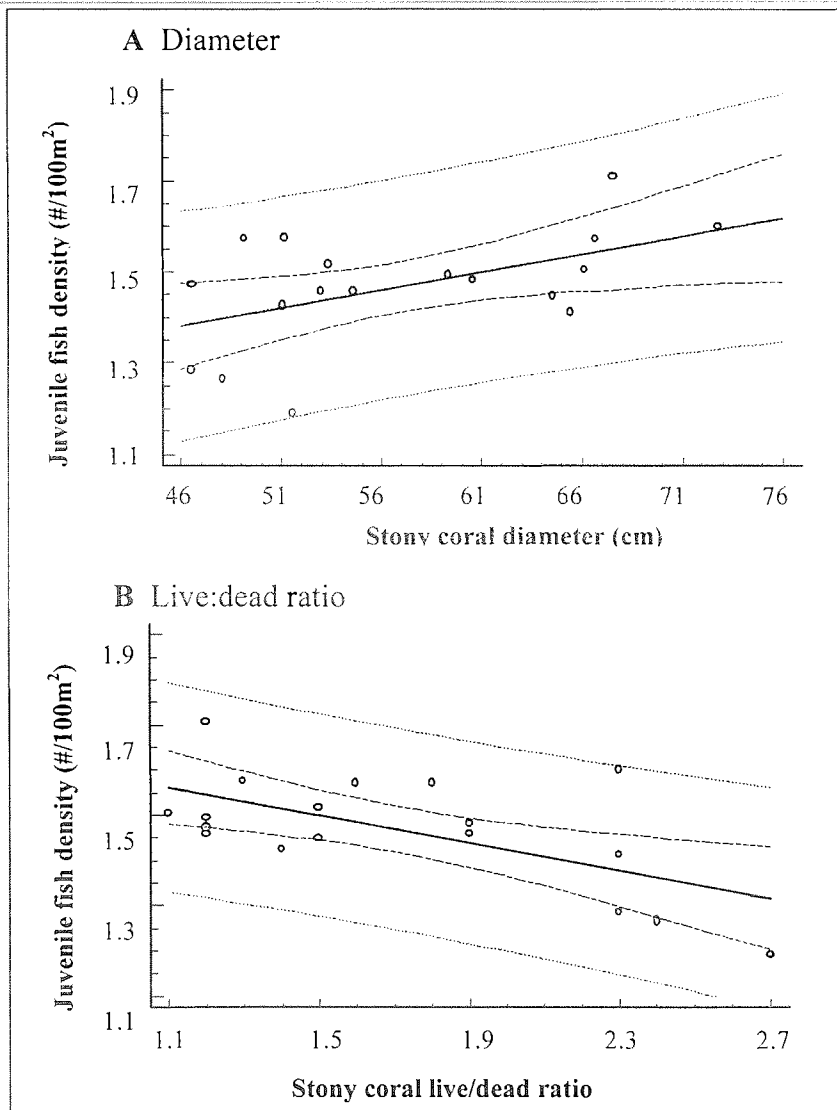 A Diameter
Juvenile fish density (#/100m²)
1.9
1.7
1.5
1.3
1.1
46 51 56 61 66 71 76
Stony coral diameter (cm)
B Live:dead ratio
Juvenile fish density (#/100m²)
1.9
1.7
1.5
1.3
1.1
1.1 1.5 1.9 2.3 2.7
Stony coral live/dead ratio